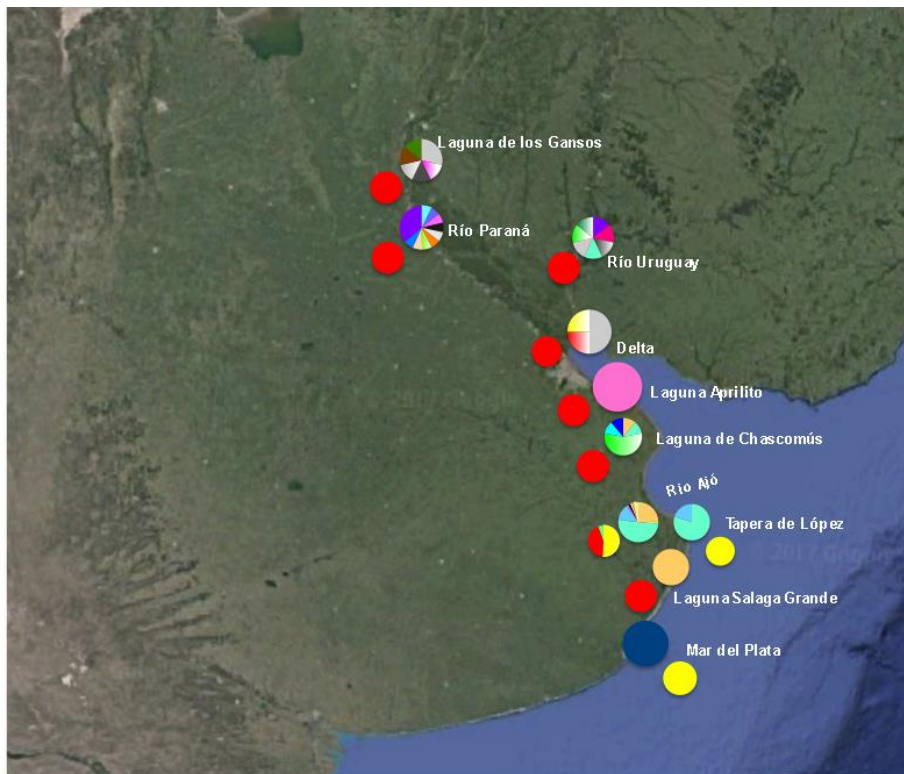 Laguna de los Gansos
Río Paraná
Río Uruguay
Delta
Laguna Aprilito
Laguna de Chascomús
Río Ajó
Tapera de López
© 2017
Laguna Salaga Grande
Mar del Plata